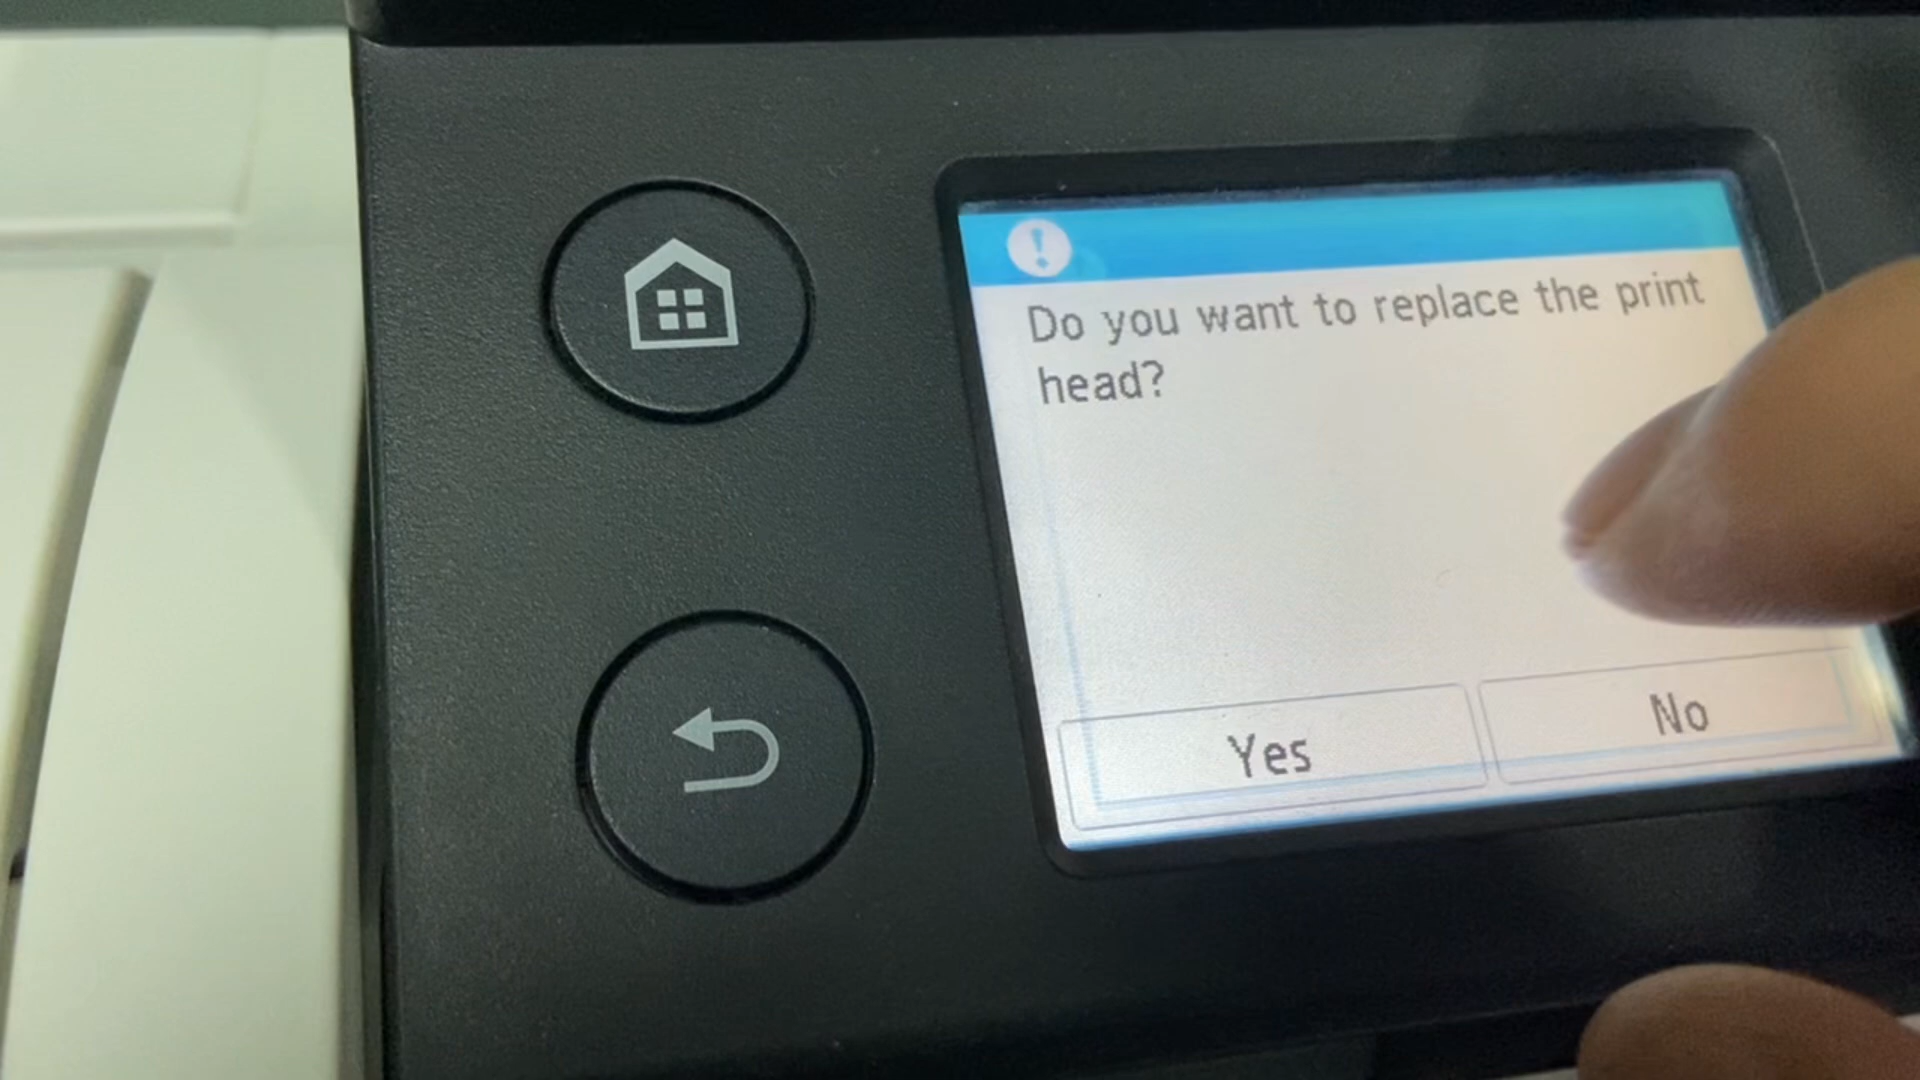 Do you want to replace the print
head?
Yes
No